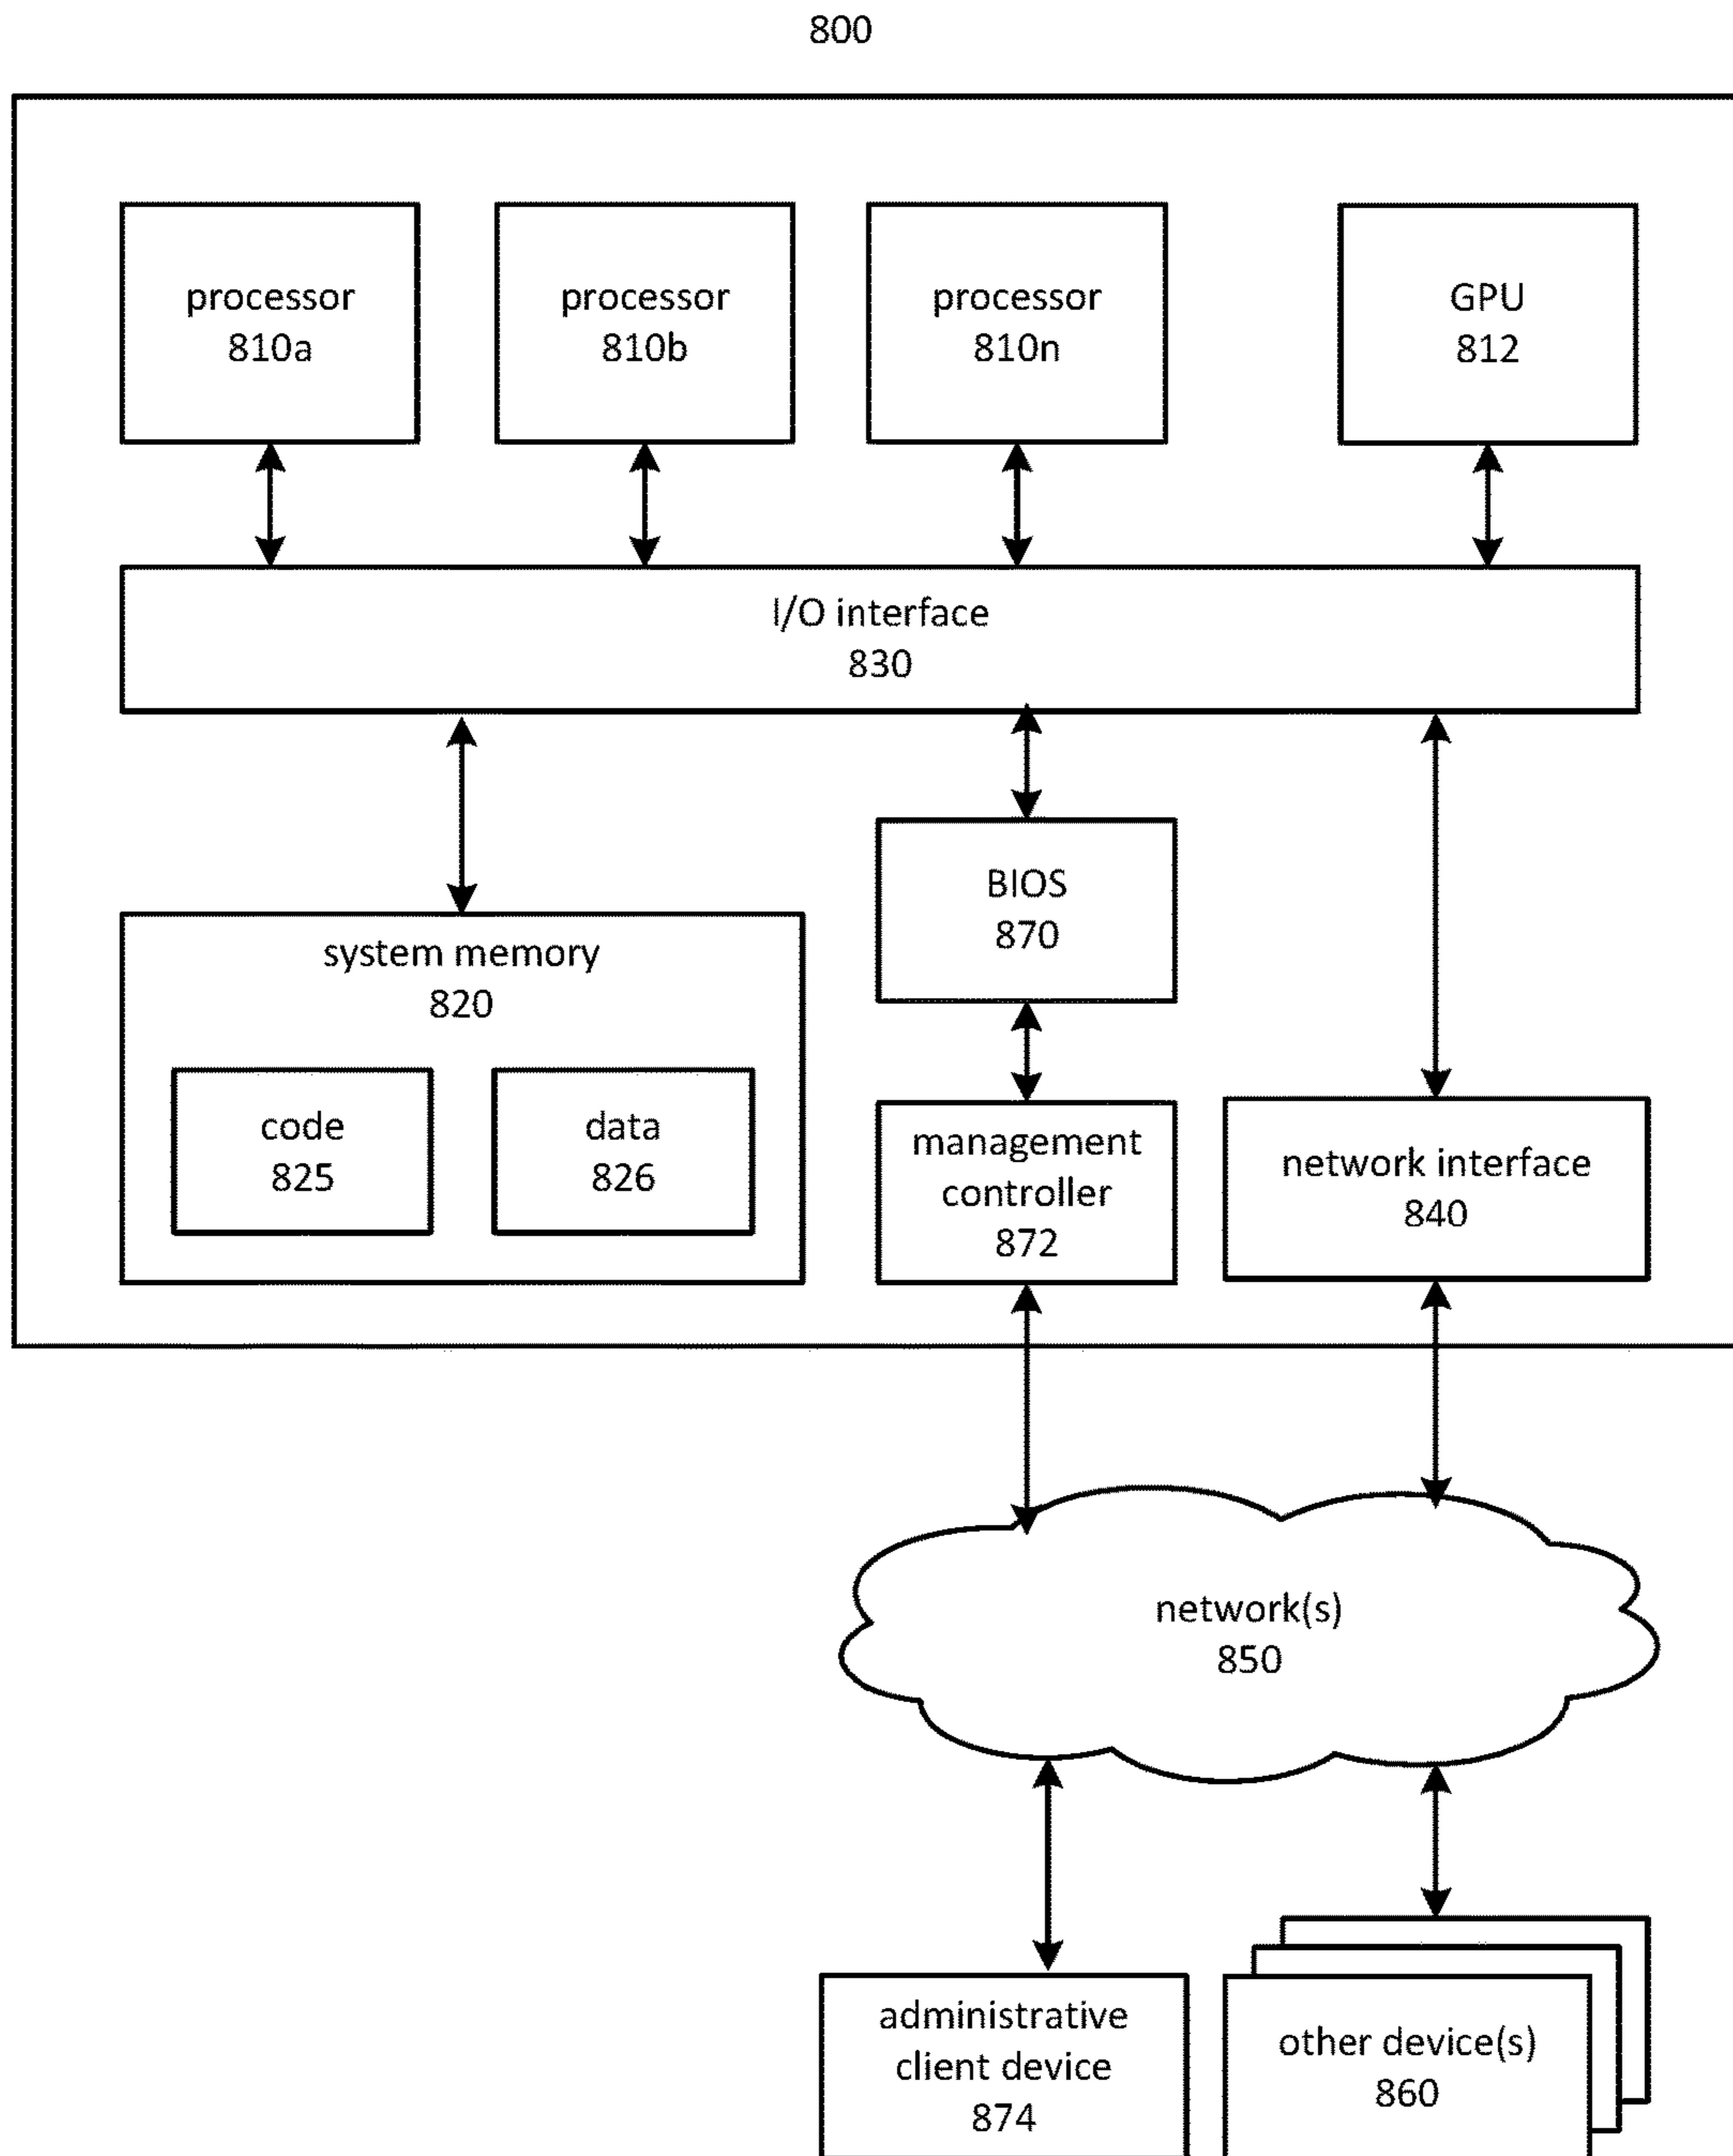 800
processor
810a
processor
810b
processor
810n
GPU
812
I/O interface
830
system memory
820
code
825
data
826
BIOS
870
management
controller
872
network interface
840
network(s)
850
administrative
client device
874
other device(s)
860